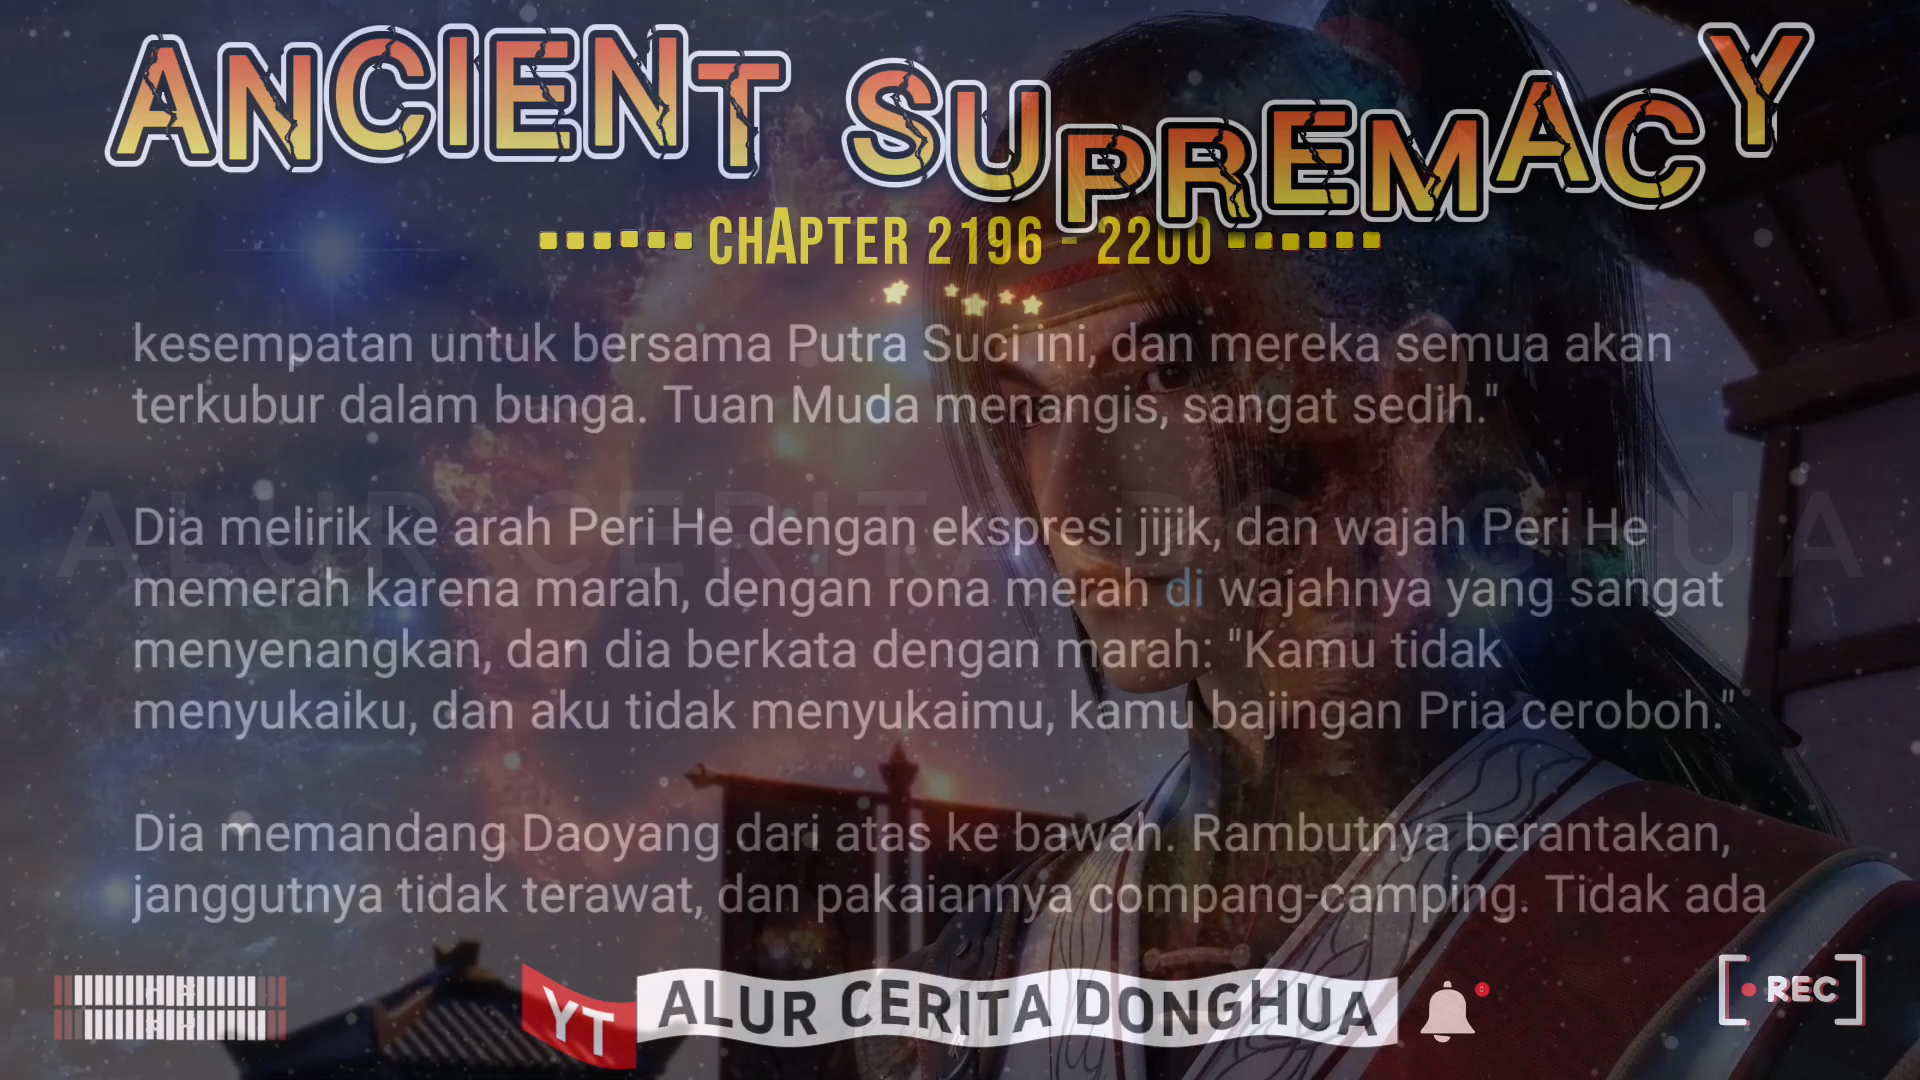 ANCIENT SUPREMACY
CHAPTER 2196 - 2200
kesempatan untuk bersama Putra Suci ini, dan mereka semua akan
terkubur dalam bunga. Tuan Muda menangis, sangat sedih."
Dia melirik ke arah Peri He dengan ekspresi jijik, dan wajah Peri He
memerah karena marah, dengan rona merah di wajahnya yang sangat
menyenangkan, dan dia berkata dengan marah: "Kamu tidak
menyukaiku, dan aku tidak menyukaimu, kamu bajingan Pria ceroboh."
Dia memandang Daoyang dari atas ke bawah. Rambutnya berantakan,
janggutnya tidak terawat, dan pakaiannya compang-camping. Tidak ada
ALUR CERITA DONGHUA
YT ALUR CERITA DONGHUA
REC